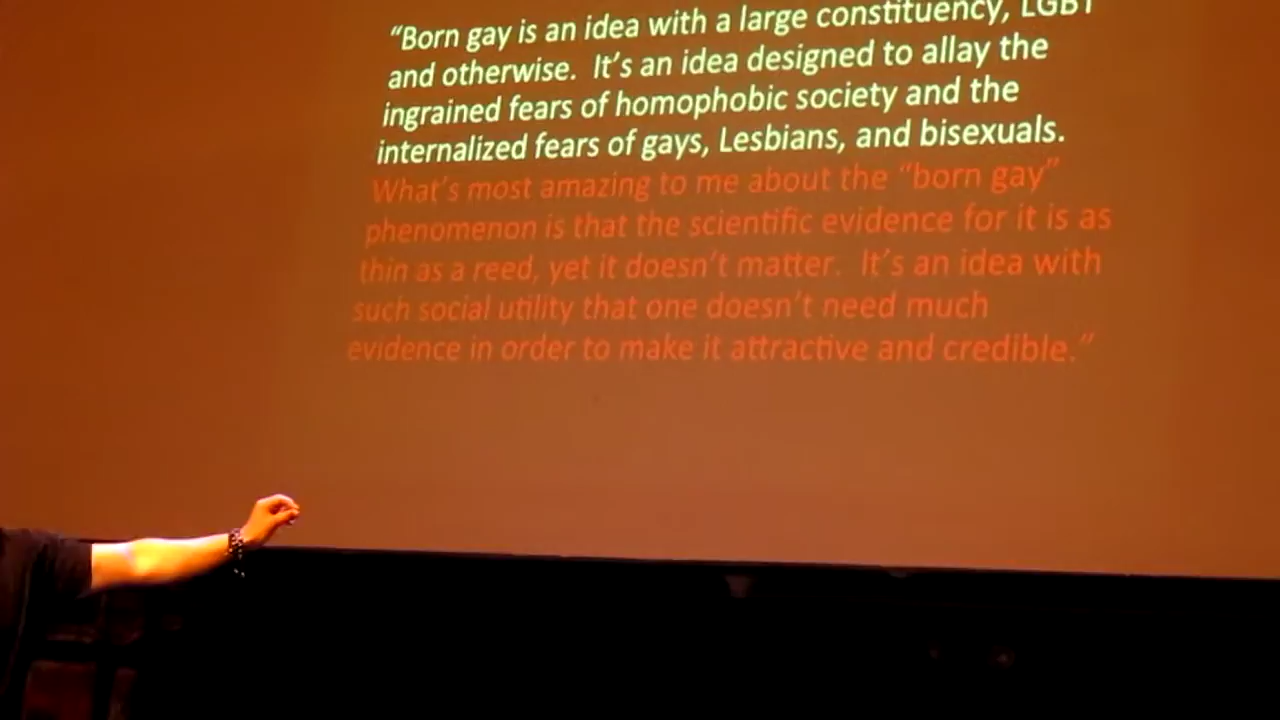 “Born gay is an idea with a large constituency, LGBT
and otherwise.  It’s an idea designed to allay the
ingrained fears of homophobic society and the
internalized fears of gays, Lesbians, and bisexuals.
What’s most amazing to me about the “born gay”
phenomenon is that the scientific evidence for it is as
thin as a reed, yet it doesn’t matter.  It’s an idea with
such social utility that one doesn’t need much
evidence in order to make it attractive and credible.”